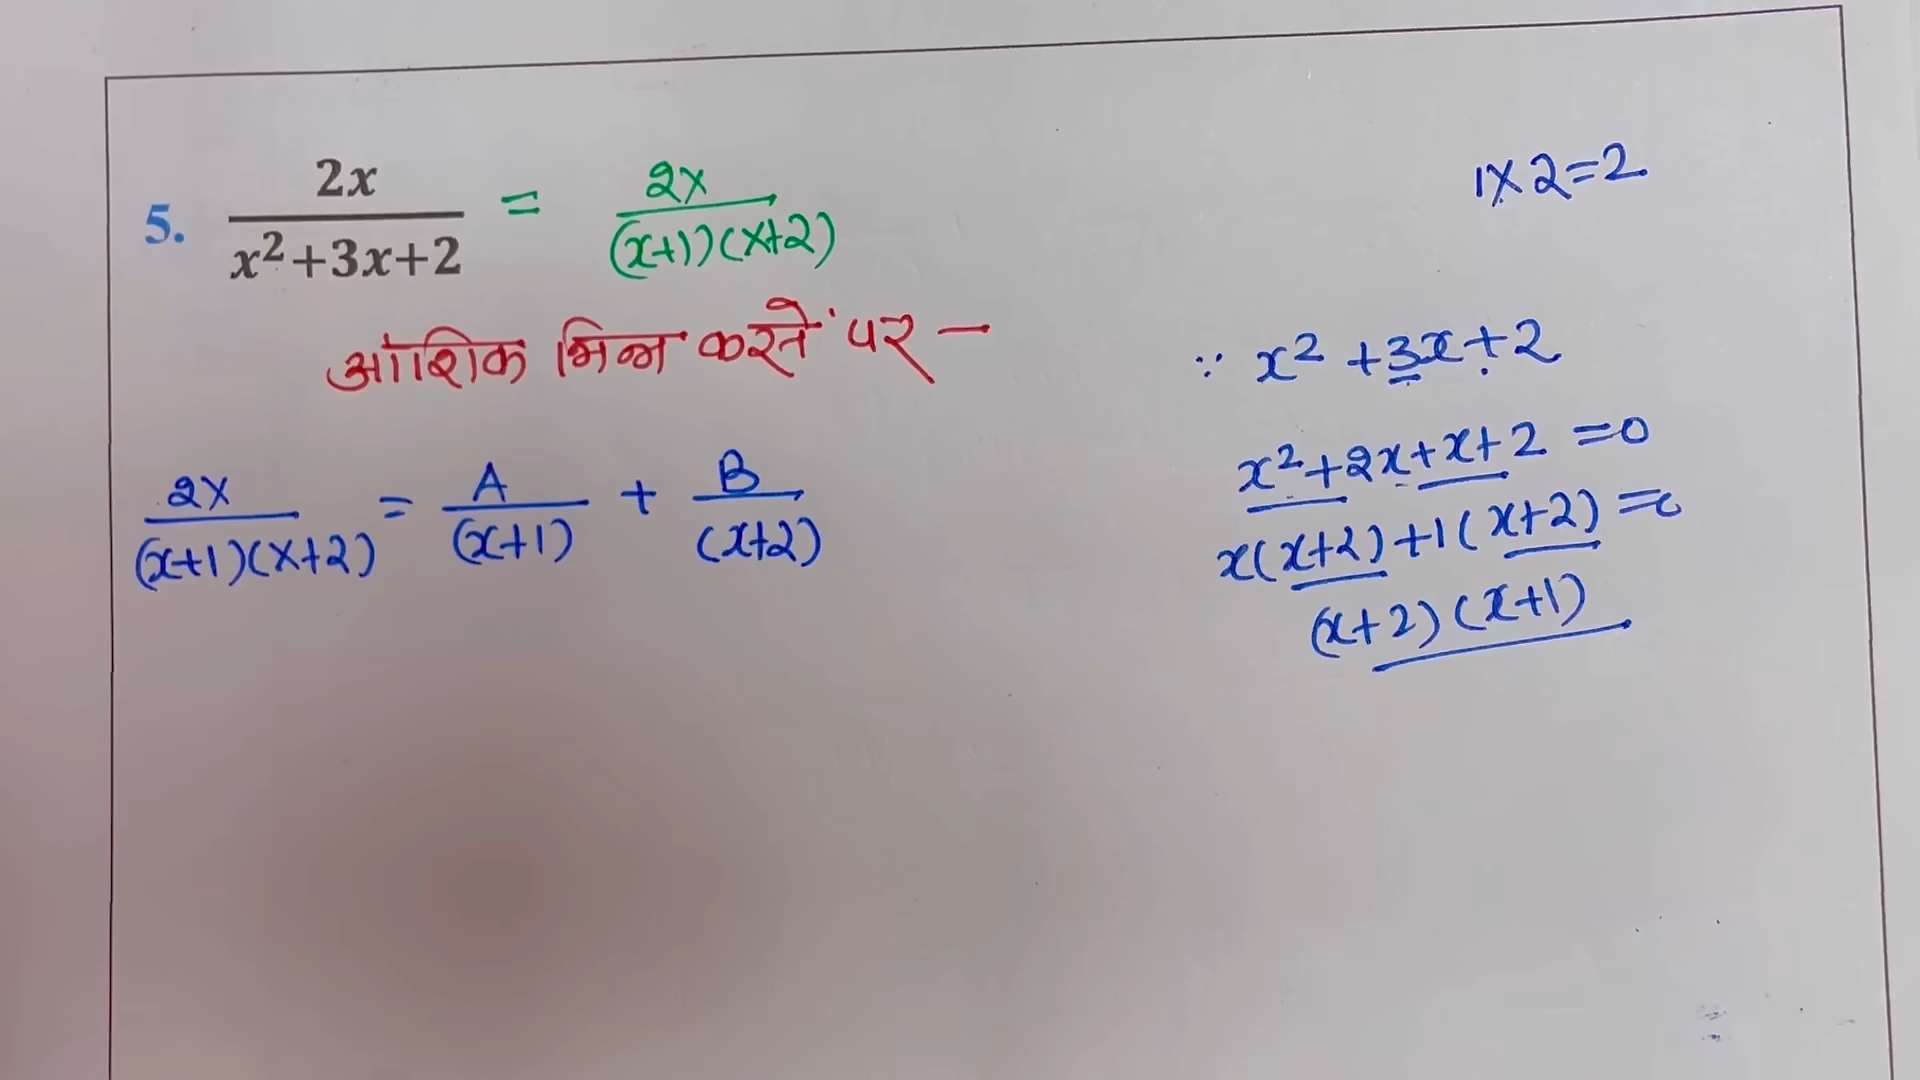 5. 2x / x²+3x+2 = 2x / (x+1)(x+2)
1×2=2
आंशिक भिन्न करने पर –
2x / (x+1)(x+2) = A / (x+1) + B / (x+2)
∵ x² +3x+2
x²+2x+x+2 =0
x(x+2)+1(x+2)=0
(x+2)(x+1)